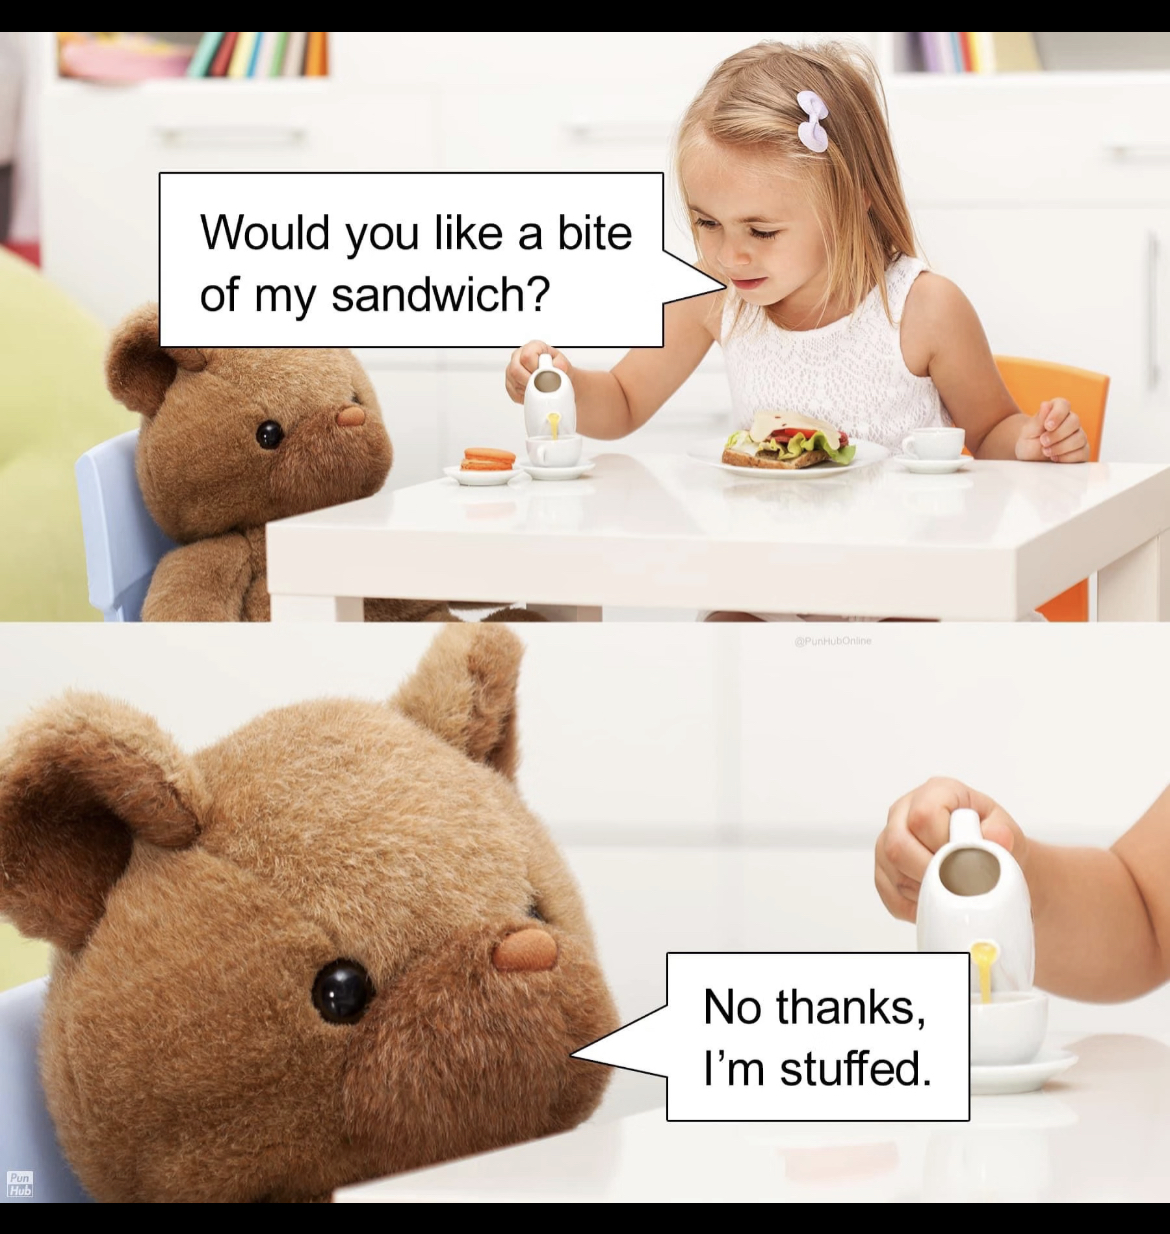 Would you like a bite
of my sandwich?
@PunHubOnline
No thanks,
I’m stuffed.
Pun
Hub